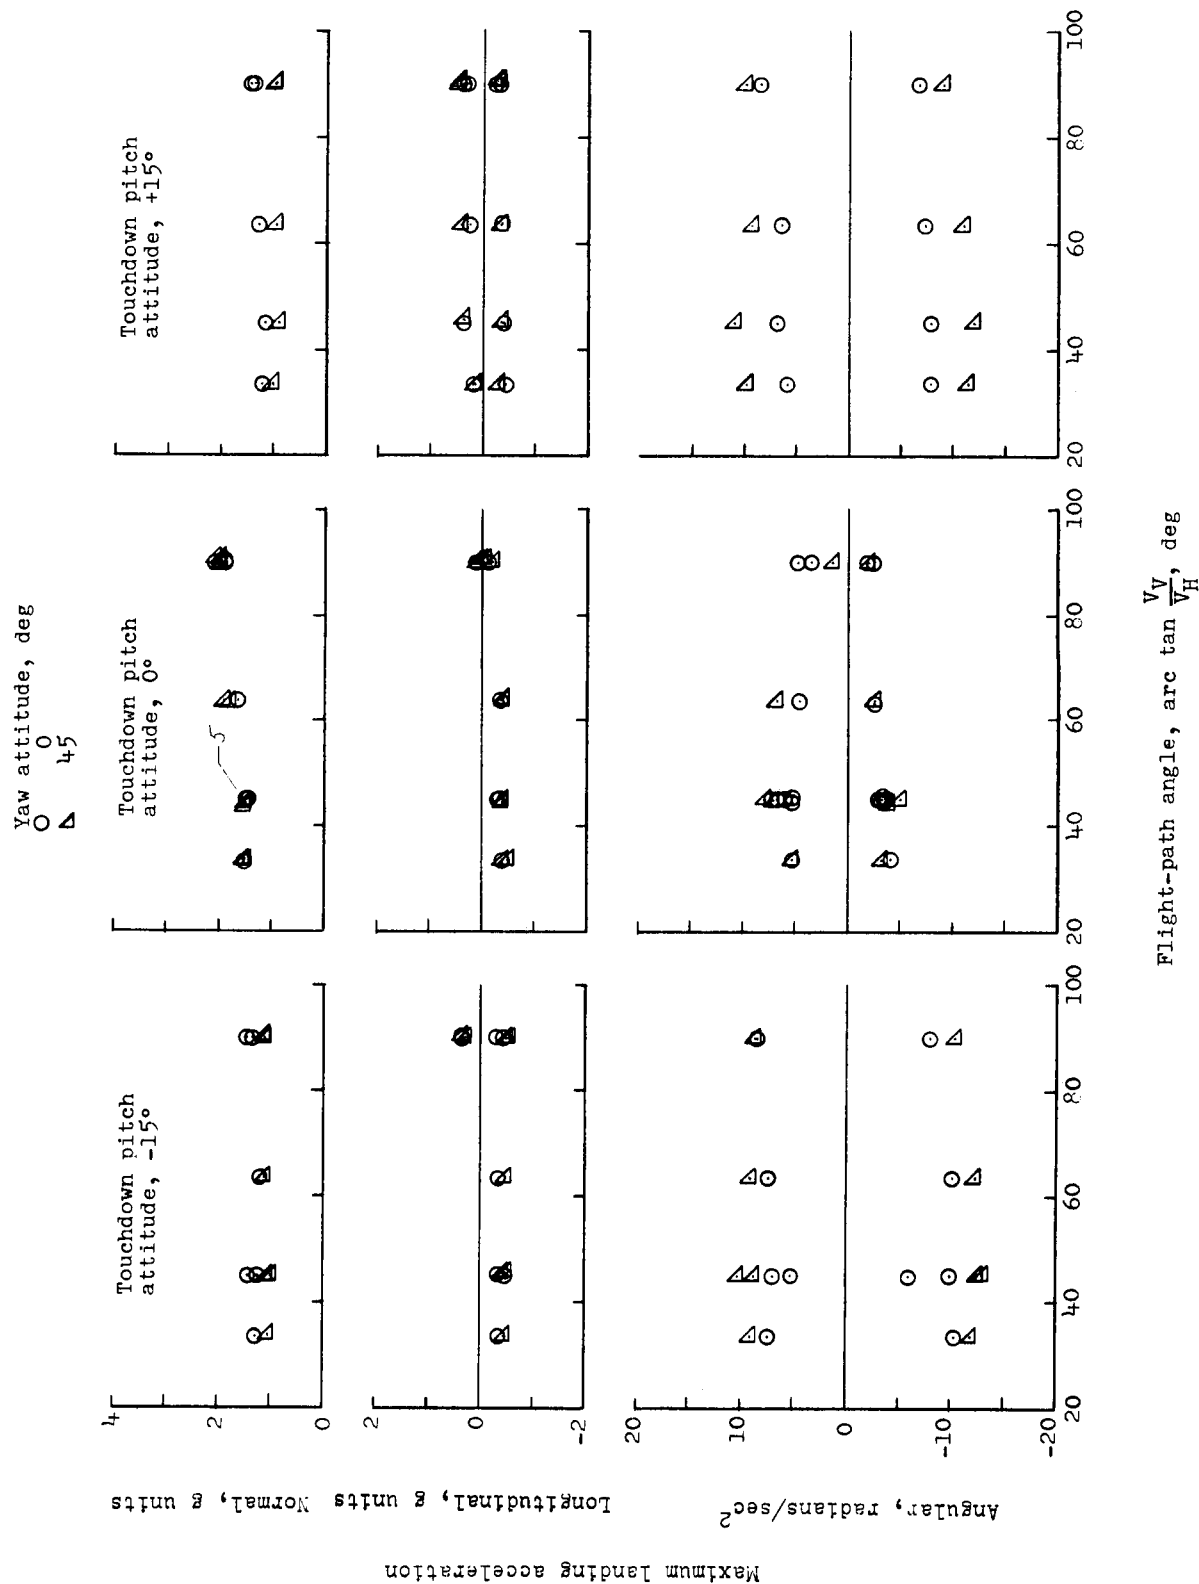 Yaw attitude, deg
0
45
Touchdown pitch
attitude, -15°
Touchdown pitch
attitude, 0°
Touchdown pitch
attitude, +15°
5
Maximum landing acceleration
Normal, g units
4
2
0
Longitudinal, g units
2
0
-2
Angular, radians/sec2
20
10
0
-10
-20
20 40 60 80 100
20 40 60 80 100
20 40 60 80 100
Flight-path angle, arc tan VV/VH, deg